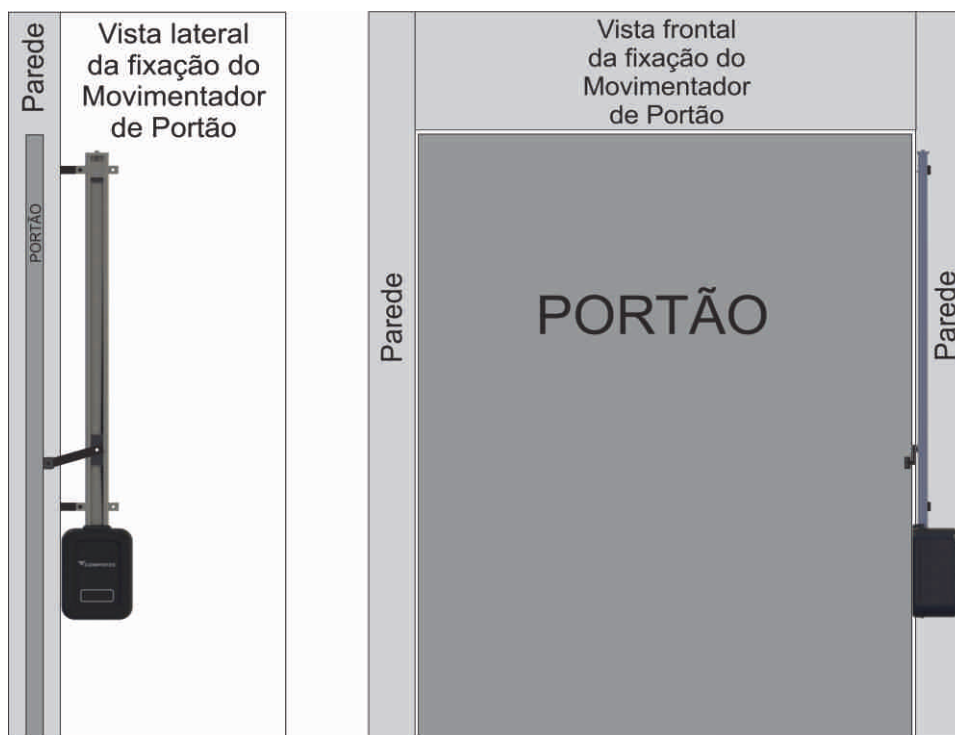 Parede
Vista lateral
da fixação do
Movimentador
de Portão
PORTÃO
Vista frontal
da fixação do
Movimentador
de Portão
Parede
PORTÃO
Parede